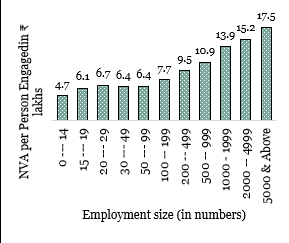 NVA per Person Engagedin ₹
lakhs
4.7
6.1
6.7
6.4
6.4
7.7
9.5
10.9
13.9
15.2
17.5
0 --- 14
15 --- 19
20 --- 29
30 --- 49
50 --- 99
100 --- 199
200 --- 499
500 -- 999
1000 - 1999
2000 --- 4999
5000 & Above
Employment size (in numbers)